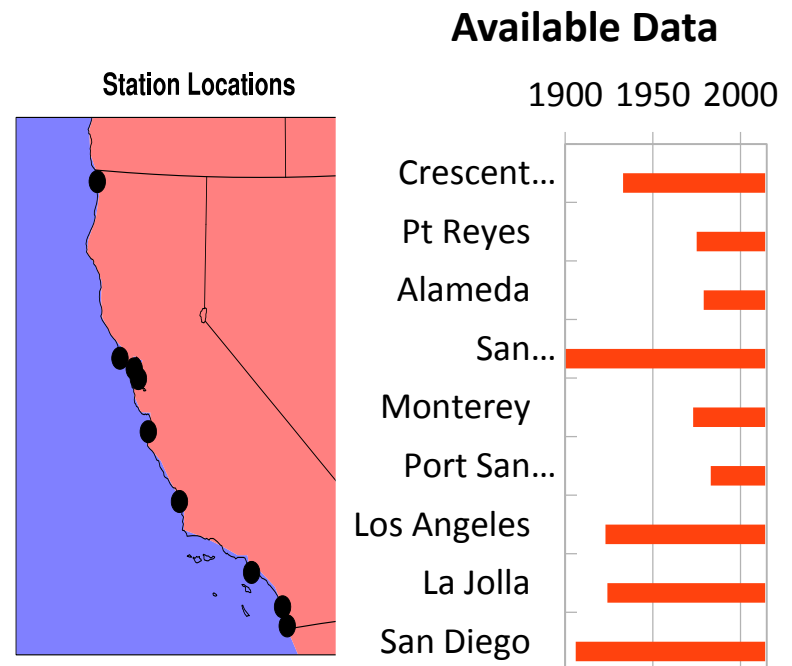 Available Data
Station Locations
1900 1950 2000
Crescent...
Pt Reyes
Alameda
San...
Monterey
Port San...
Los Angeles
La Jolla
San Diego